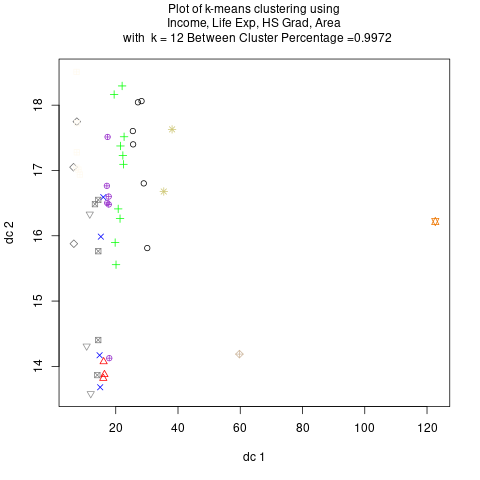 Plot of k-means clustering using
Income, Life Exp, HS Grad, Area
with k = 12 Between Cluster Percentage =0.9972
dc 2
18
17
16
15
14
20 40 60 80 100 120
dc 1